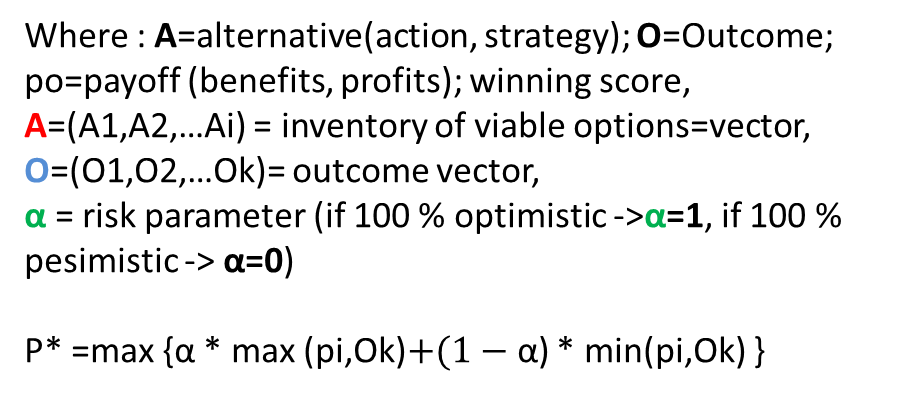 Where : A=alternative(action, strategy); O=Outcome;
po=payoff (benefits, profits); winning score,
A=(A1,A2,...Ai) = inventory of viable options=vector,
O=(O1,O2,...Ok)= outcome vector,
α = risk parameter (if 100 % optimistic ->α=1, if 100 %
pesimistic -> α=0)
P* =max {α * max (pi,Ok)+(1 − α) * min(pi,Ok) }